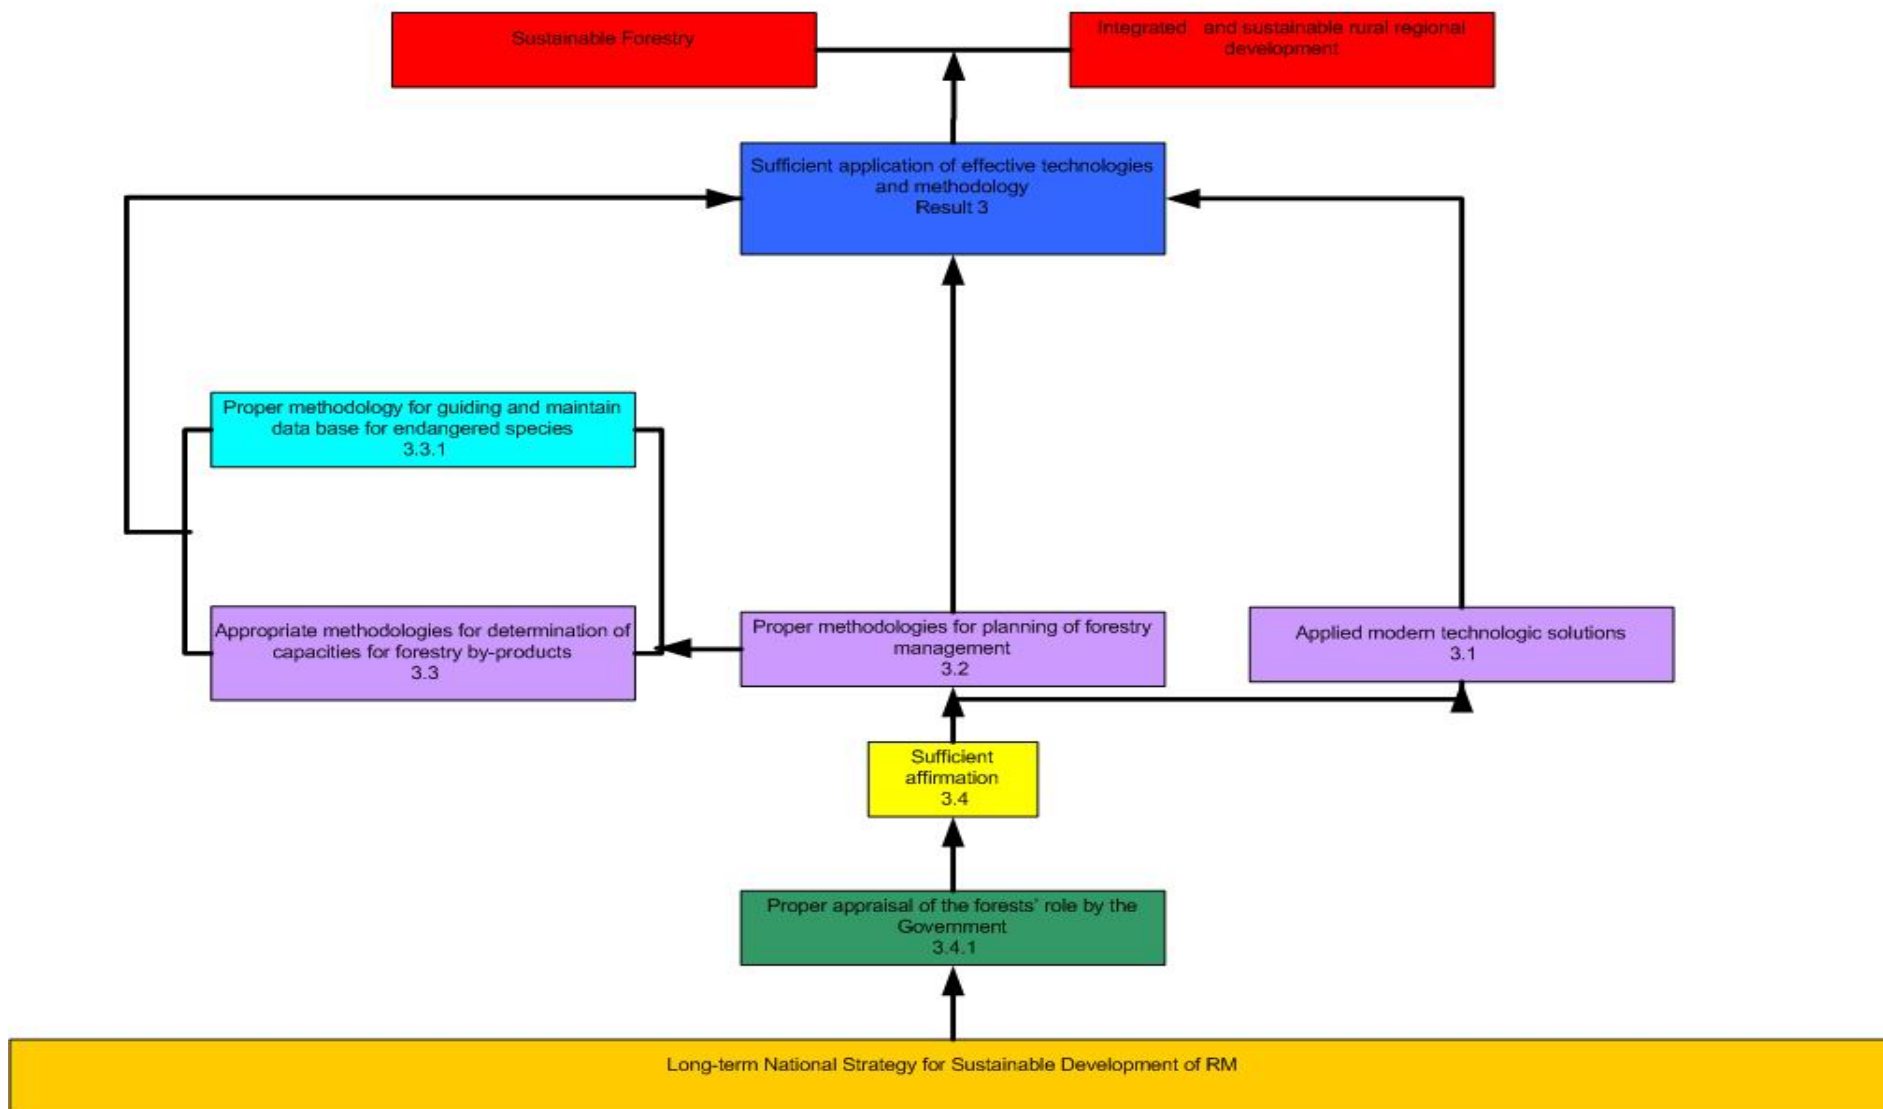 Sustainable Forestry
Integrated and sustainable rural regional
development
Sufficient application of effective technologies
and methodology
Result 3
Proper methodology for guiding and maintain
data base for endangered species
3.3.1
Appropriate methodologies for determination of
capacities for forestry by-products
3.3
Proper methodologies for planning of forestry
management
3.2
Applied modern technologic solutions
3.1
Sufficient
affirmation
3.4
Proper appraisal of the forests' role by the
Government
3.4.1
Long-term National Strategy for Sustainable Development of RM